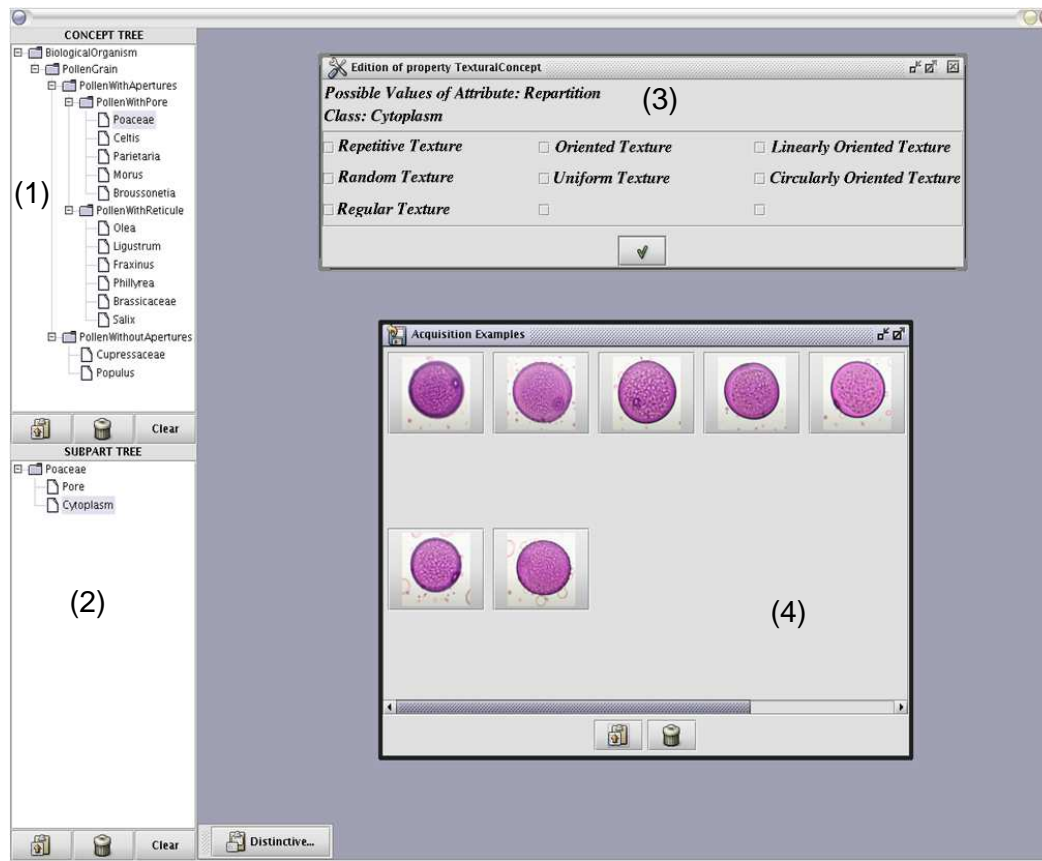 CONCEPT TREE
BiologicalOrganism
PollenGrain
PollenWithApertures
PollenWithPore
Poaceae
Celtis
Parietaria
Morus
Broussonetia
PollenWithReticule
Olea
Ligustrum
Fraxinus
Phillyrea
Brassicaceae
Salix
PollenWithoutApertures
Cupressaceae
Populus
(1)
Clear
SUBPART TREE
Poaceae
Pore
Cytoplasm
(2)
Clear
Edition of property TexturalConcept
Possible Values of Attribute: Repartition
(3)
Class: Cytoplasm
Repetitive Texture Oriented Texture Linearly Oriented Texture
Random Texture Uniform Texture Circularly Oriented Texture
Regular Texture
Acquisition Examples
(4)
Distinctive...